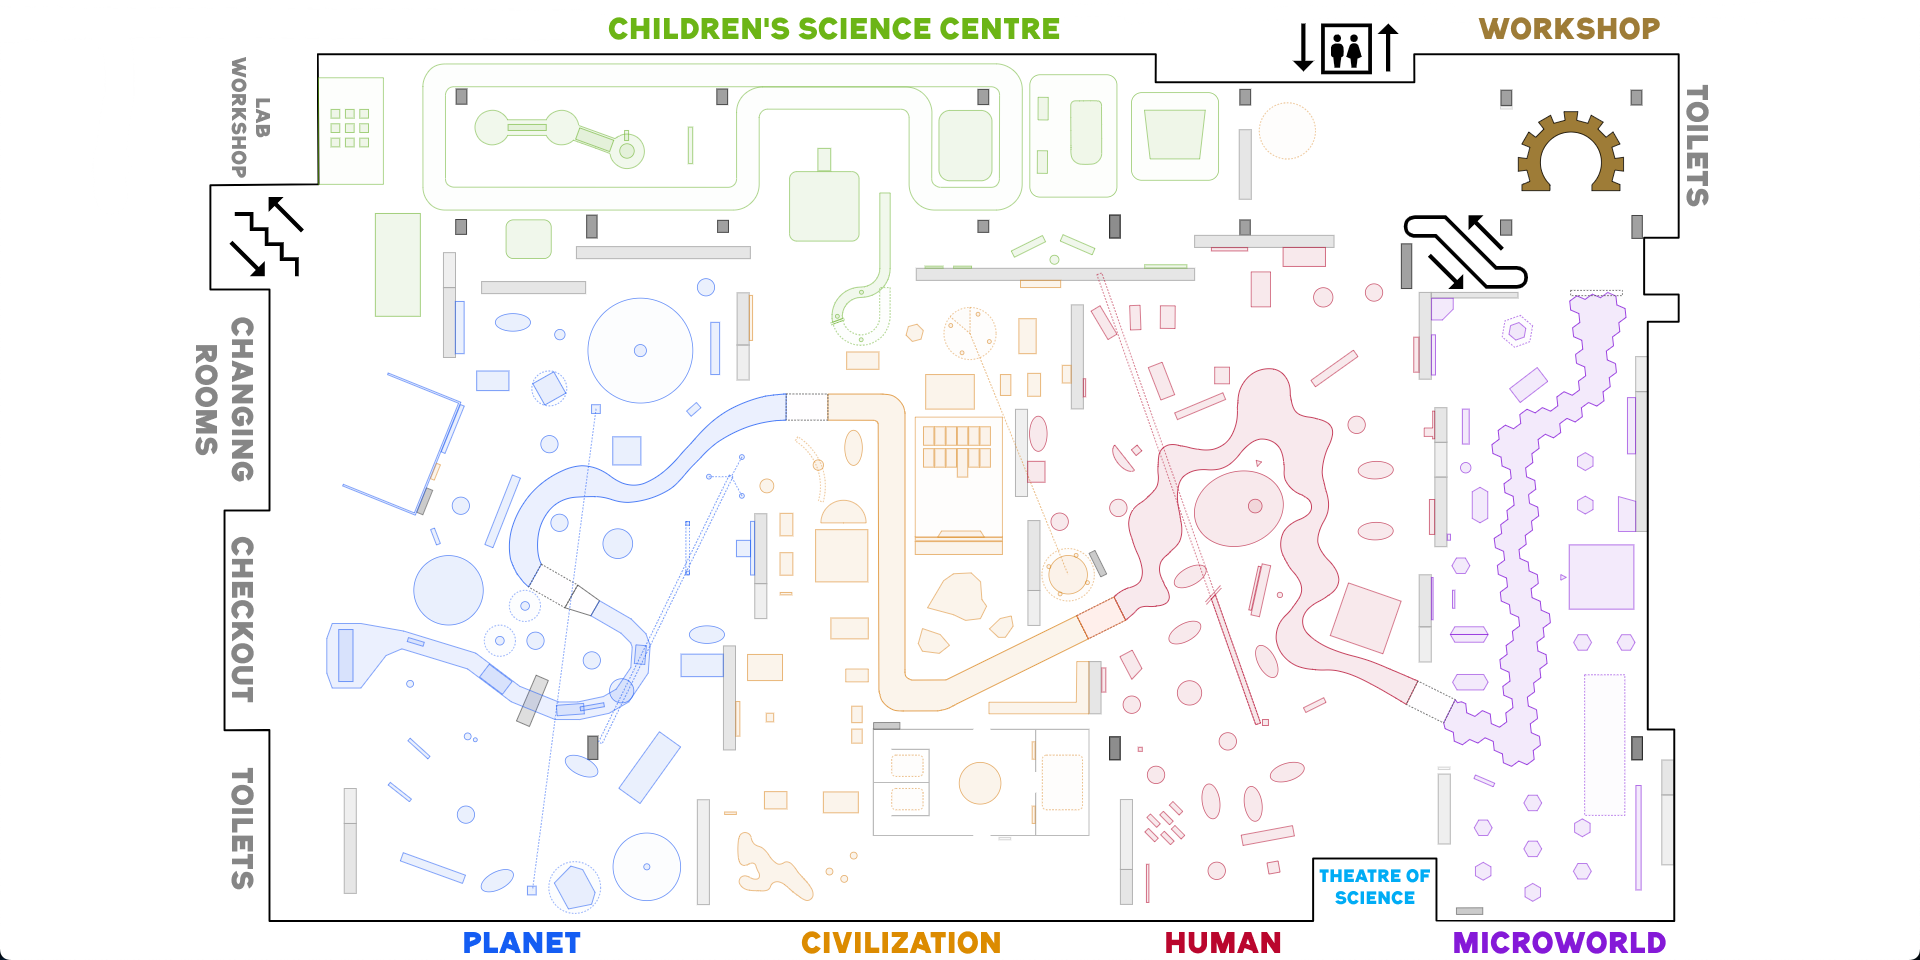 CHILDREN'S SCIENCE CENTRE
WORKSHOP
LAB
WORKSHOP
TOILETS
CHANGING
ROOMS
CHECKOUT
TOILETS
THEATRE OF
SCIENCE
PLANET
CIVILIZATION
HUMAN
MICROWORLD